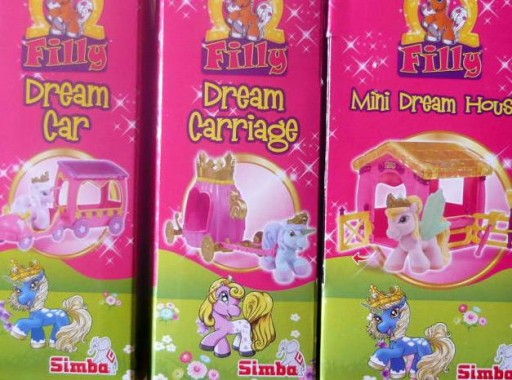 Filly
Dream
Car
Simba
Filly
Dream
Carriage
Simba
Filly
Mini Dream Hous
Simba